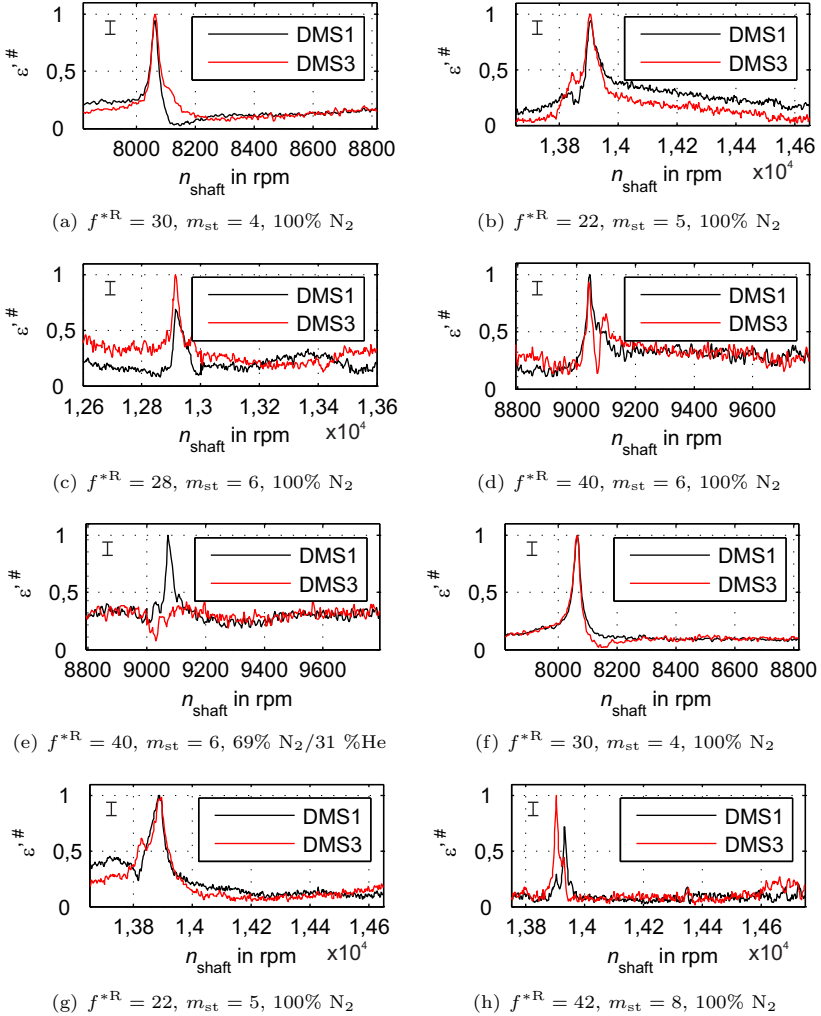 ε'#
1
0,5
0
DMS1
DMS3
8000 8200 8400 8600 8800
n_shaft in rpm
(a) f*R = 30, m_st = 4, 100% N₂
ε'#
1
0,5
0
DMS1
DMS3
1,38 1,4 1,42 1,44 1,46
x10⁴
n_shaft in rpm
(b) f*R = 22, m_st = 5, 100% N₂
ε'#
1
0,5
0
DMS1
DMS3
1,26 1,28 1,3 1,32 1,34 1,36
x10⁴
n_shaft in rpm
(c) f*R = 28, m_st = 6, 100% N₂
ε'#
1
0,5
0
DMS1
DMS3
8800 9000 9200 9400 9600
n_shaft in rpm
(d) f*R = 40, m_st = 6, 100% N₂
ε'#
1
0,5
0
DMS1
DMS3
8800 9000 9200 9400 9600
n_shaft in rpm
(e) f*R = 40, m_st = 6, 69% N₂/31 %He
ε'#
1
0,5
0
DMS1
DMS3
8000 8200 8400 8600 8800
n_shaft in rpm
(f) f*R = 30, m_st = 4, 100% N₂
ε'#
1
0,5
0
DMS1
DMS3
1,38 1,4 1,42 1,44 1,46
x10⁴
n_shaft in rpm
(g) f*R = 22, m_st = 5, 100% N₂
ε'#
1
0,5
0
DMS1
DMS3
1,38 1,4 1,42 1,44 1,46
x10⁴
n_shaft in rpm
(h) f*R = 42, m_st = 8, 100% N₂